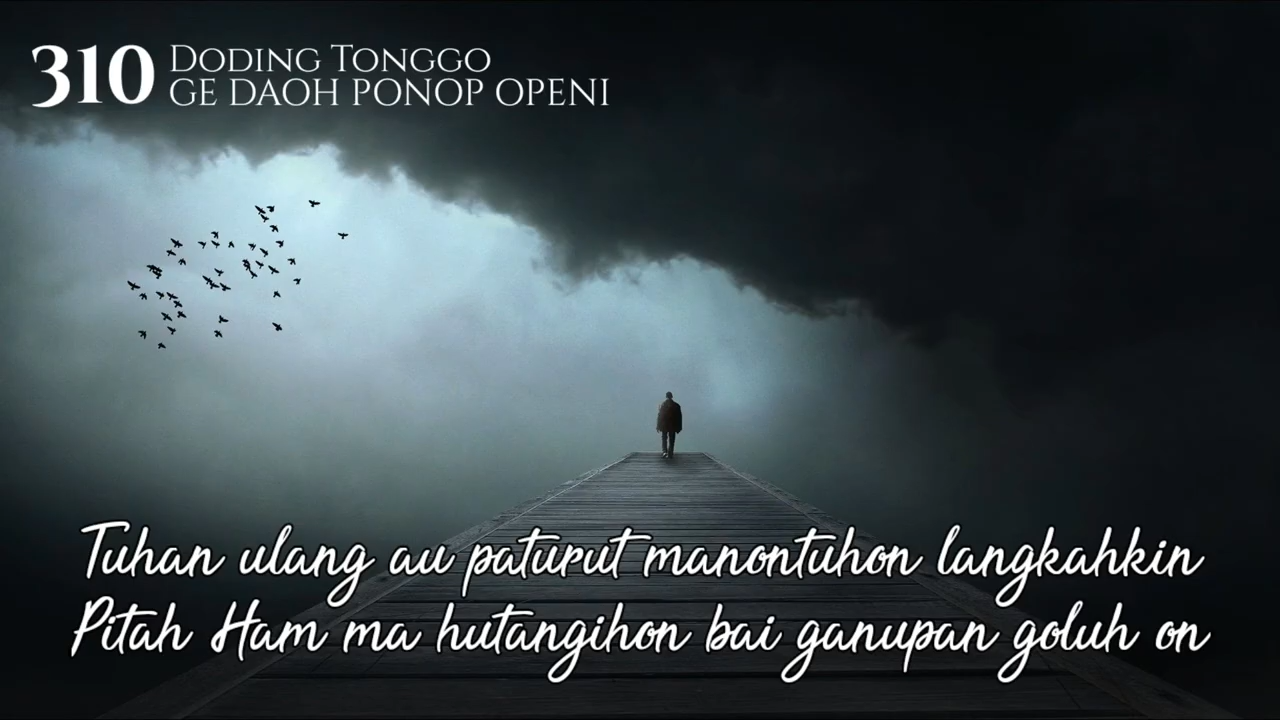 310
Doding Tonggo
GE DAOH PONOP OPENI
Tuhan ulang au paturut manontuhon langkahkin
Pitah Ham ma hutangihon bai ganupan goluh on